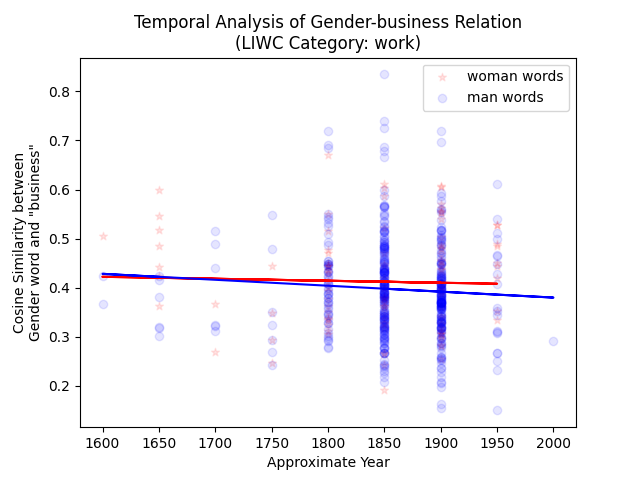 Temporal Analysis of Gender-business Relation
(LIWC Category: work)
woman words
man words
Cosine Similarity between
Gender word and "business"
0.8
0.7
0.6
0.5
0.4
0.3
0.2
1600 1650 1700 1750 1800 1850 1900 1950 2000
Approximate Year